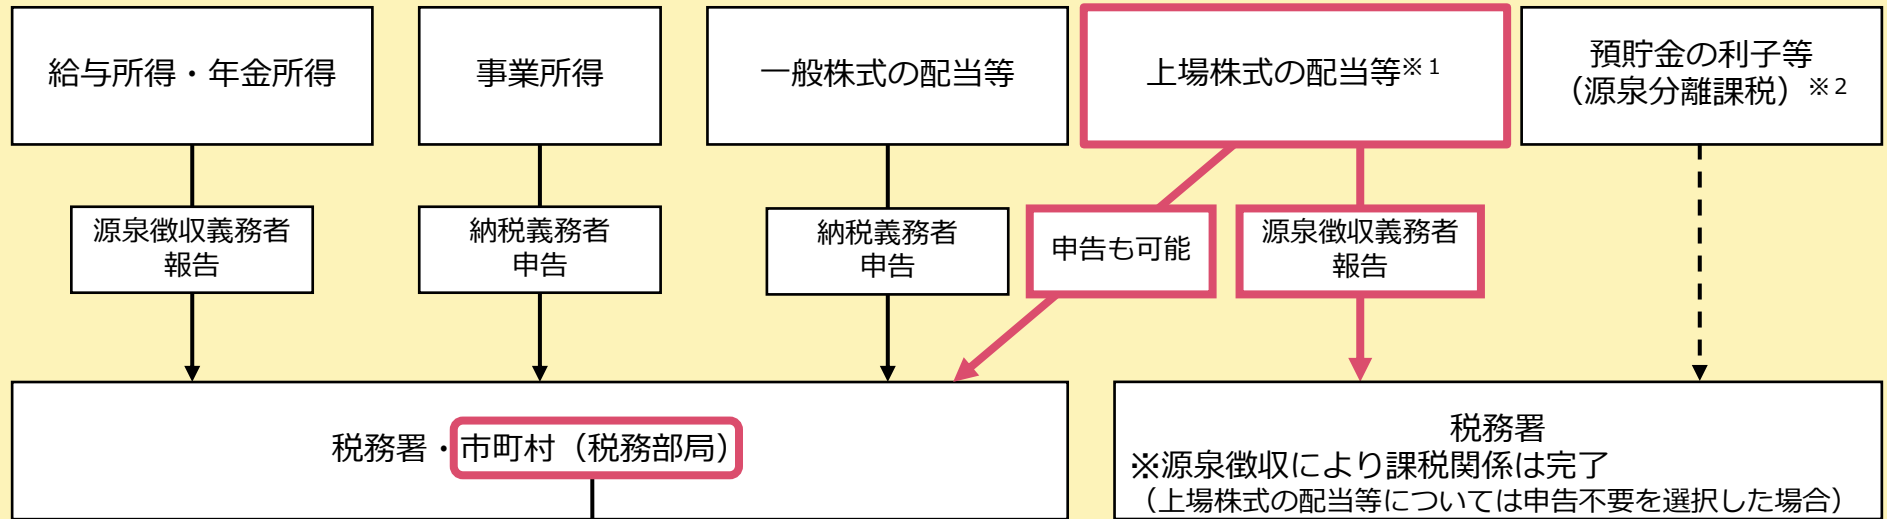 給与所得・年金所得
事業所得
一般株式の配当等
上場株式の配当等※1
預貯金の利子等
（源泉分離課税）※2
源泉徴収義務者
報告
納税義務者
申告
納税義務者
申告
申告も可能
源泉徴収義務者
報告
税務署・市町村（税務部局）
税務署
※源泉徴収により課税関係は完了
（上場株式の配当等については申告不要を選択した場合）